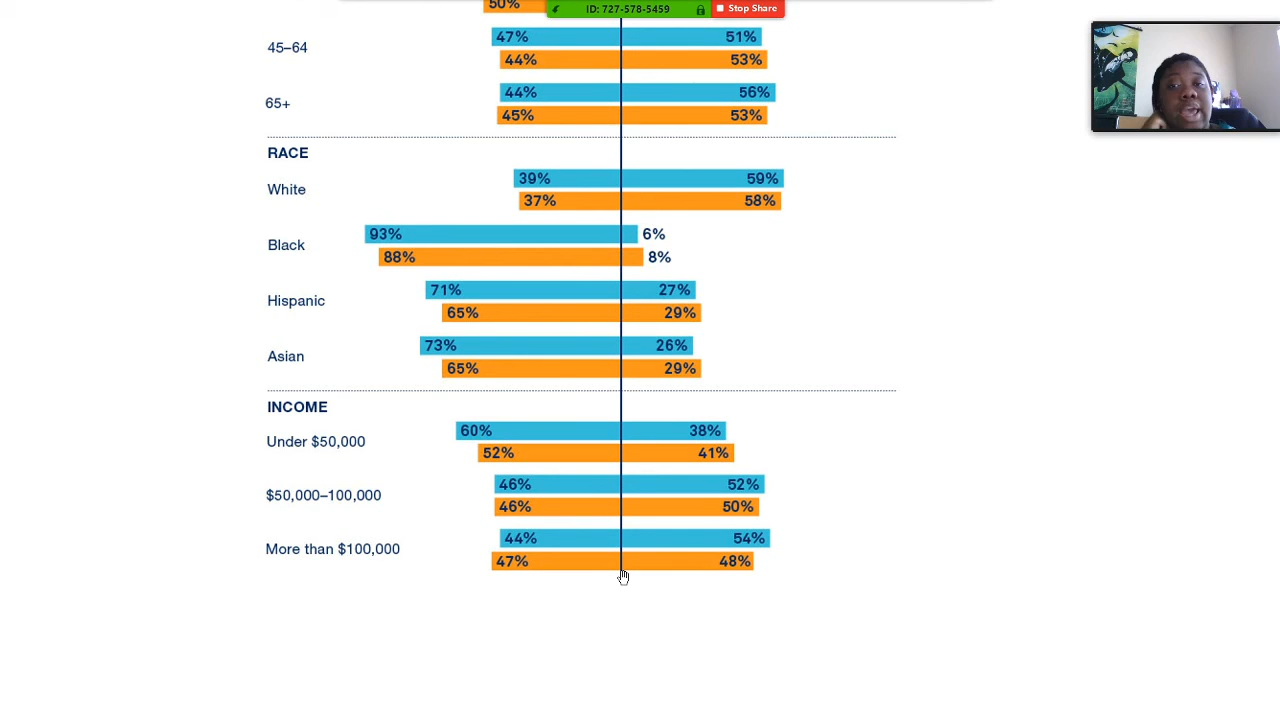 50%
ID: 727-578-5459
Stop Share
45–64
47% 51%
44% 53%
65+
44% 56%
45% 53%
RACE
White
39% 59%
37% 58%
Black
93% 6%
88% 8%
Hispanic
71% 27%
65% 29%
Asian
73% 26%
65% 29%
INCOME
Under $50,000
60% 38%
52% 41%
$50,000–100,000
46% 52%
46% 50%
More than $100,000
44% 54%
47% 48%